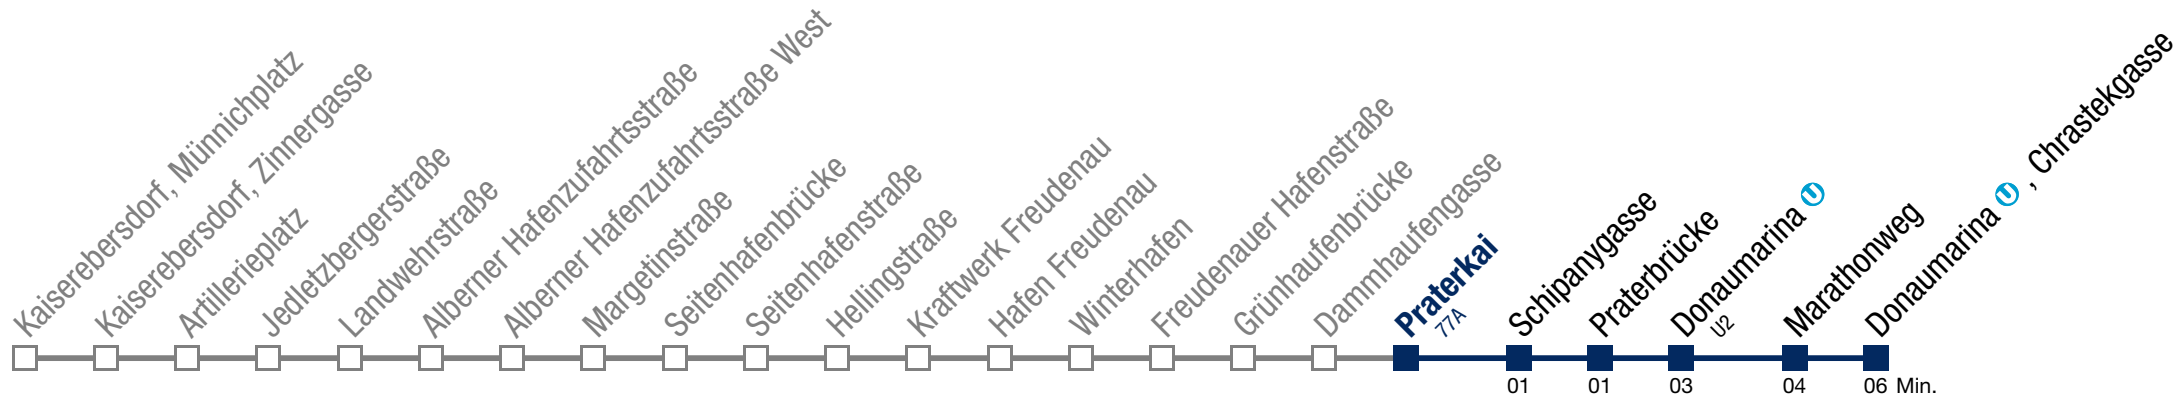 Kaiserebersdorf, Münnichplatz
Kaiserebersdorf, Zinnergasse
Artillerieplatz
Jedletzbergerstraße
Landwehrstraße
Alberner Hafenzufahrtsstraße
Alberner Hafenzufahrtsstraße West
Margetinstraße
Seitenhafenbrücke
Seitenhafenstraße
Hellingstraße
Kraftwerk Freudenau
Hafen Freudenau
Winterhafen
Freudenauer Hafenstraße
Grünhaufenbrücke
Dammhaufengasse
Praterkai
77A
Schipanygasse
Praterbrücke
Donaumarina U
U2
Marathonweg
Donaumarina U, Chrastekgasse
01 01 03 04 06 Min.